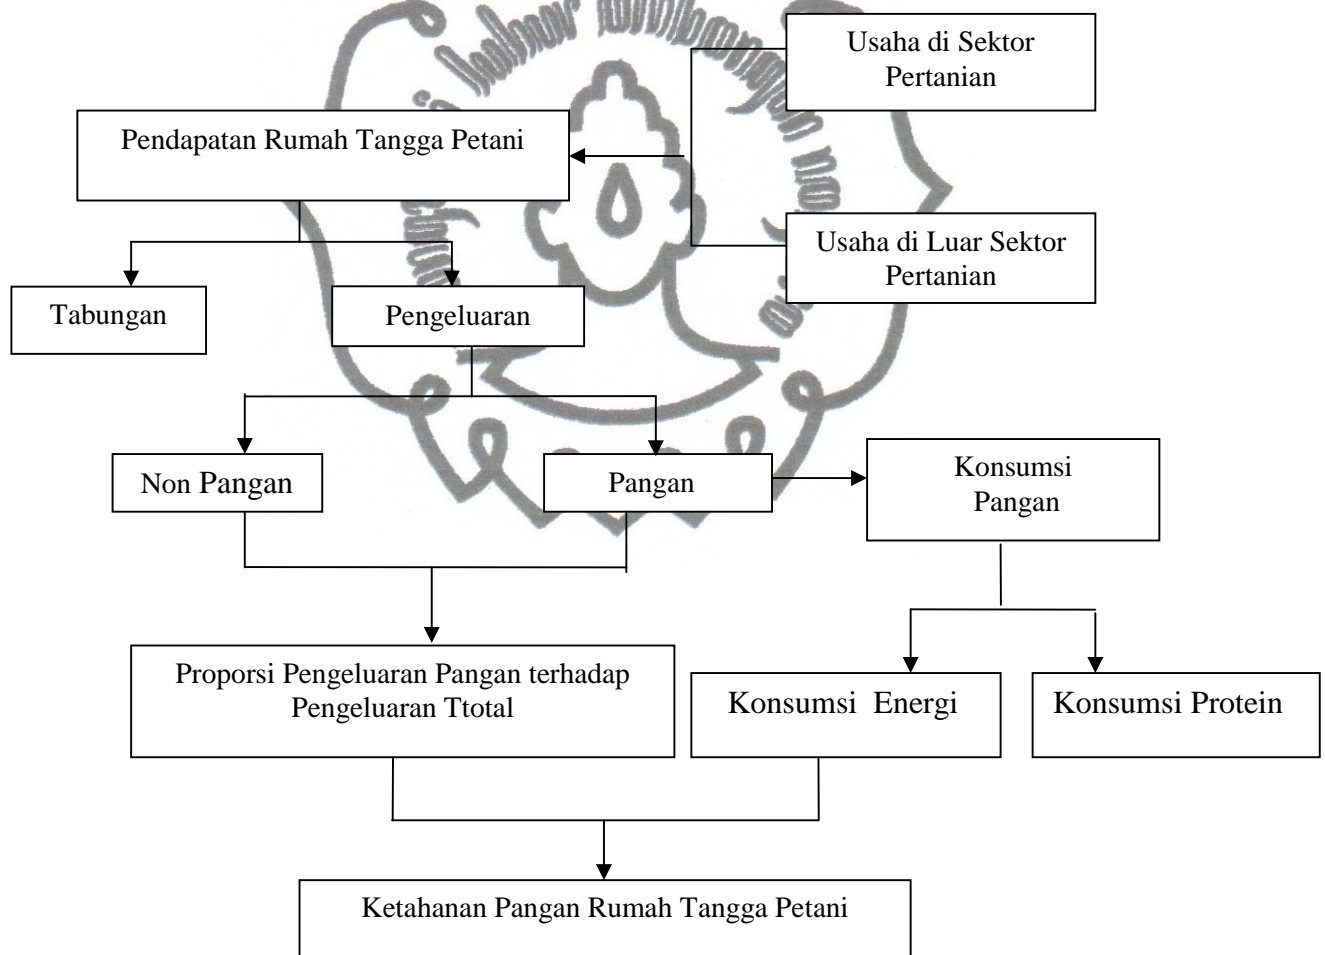 Usaha di Sektor
Pertanian
Pendapatan Rumah Tangga Petani
Usaha di Luar Sektor
Pertanian
Tabungan
Pengeluaran
Non Pangan
Pangan
Konsumsi
Pangan
Proporsi Pengeluaran Pangan terhadap
Pengeluaran Ttotal
Konsumsi  Energi
Konsumsi Protein
Ketahanan Pangan Rumah Tangga Petani